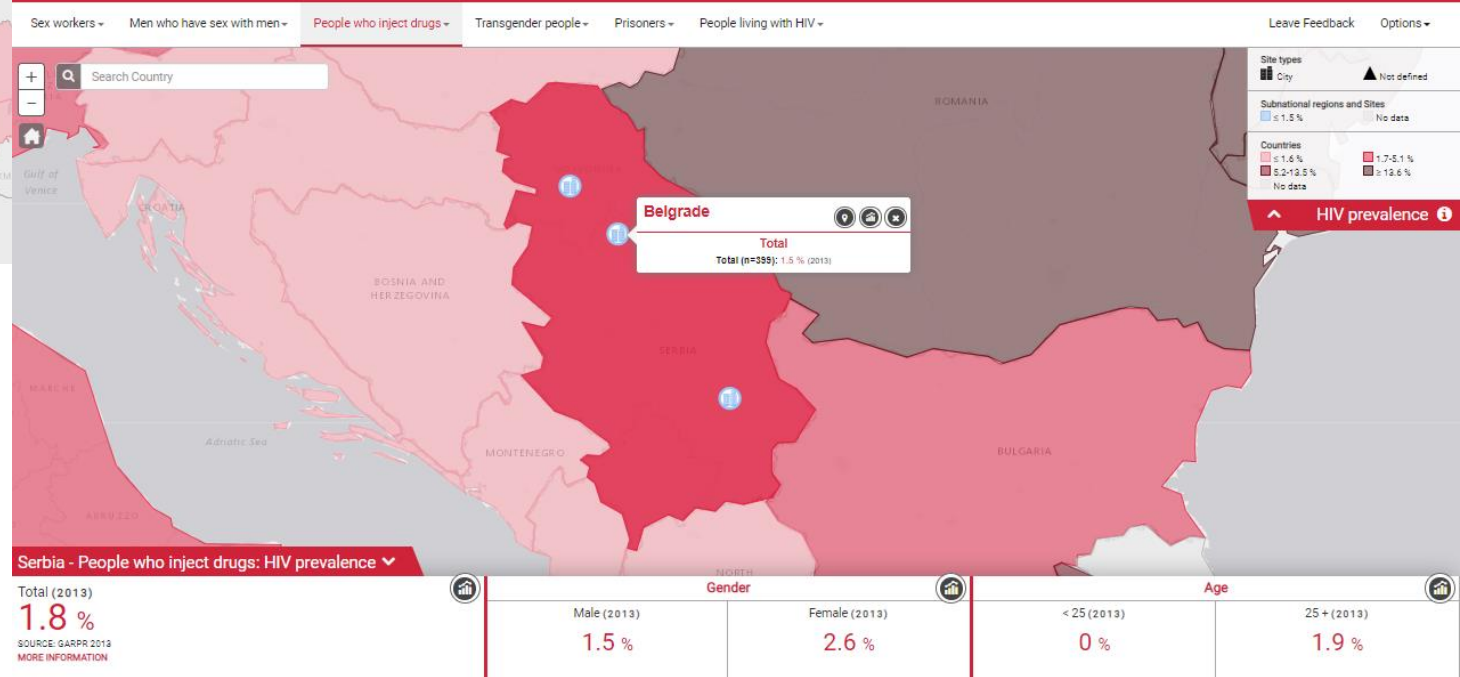 Sex workers
Men who have sex with men
People who inject drugs
Transgender people
Prisoners
People living with HIV
Leave Feedback
Options
+
Search Country
−
Site types
City
Not defined
Subnational regions and Sites
≤ 1.5 %
No data
Countries
≤ 1.6 %
1.7-5.1 %
5.2-13.5 %
≥ 13.6 %
No data
HIV prevalence
ROMANIA
Gulf of
Venice
CROATIA
Belgrade
Total
Total (n=399): 1.5 % (2013)
BOSNIA AND
HERZEGOVINA
SERBIA
MARCHE
Adriatic Sea
MONTENEGRO
BULGARIA
ABRUZZO
NORTH
Serbia - People who inject drugs: HIV prevalence
Total (2013)
1.8 %
SOURCE: GARPR 2013
MORE INFORMATION
Gender
Male (2013)
1.5 %
Female (2013)
2.6 %
Age
< 25 (2013)
0 %
25 + (2013)
1.9 %